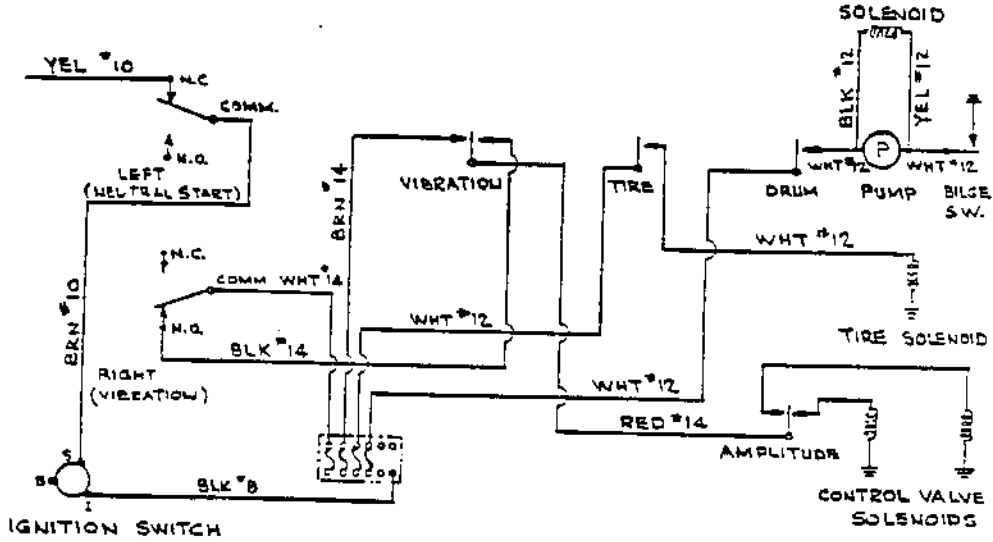 SOLENOID
YEL #10
N.C
COMM.
BLK #12
YEL #12
N.O.
LEFT
(NEUTRAL START)
BRN #14
VIBRATION
TIRE
DRUM
WHT #12
P
PUMP
WHT #12
BILGE
SW.
WHT #12
N.C.
COMM WHT #14
BRN #10
N.O.
WHT #12
TIRE SOLENOID
BLK #14
RIGHT
(VIBRATION)
WHT #12
RED #14
AMPLITUDE
S
B
I
BLK #8
CONTROL VALVE
SOLENOIDS
IGNITION SWITCH